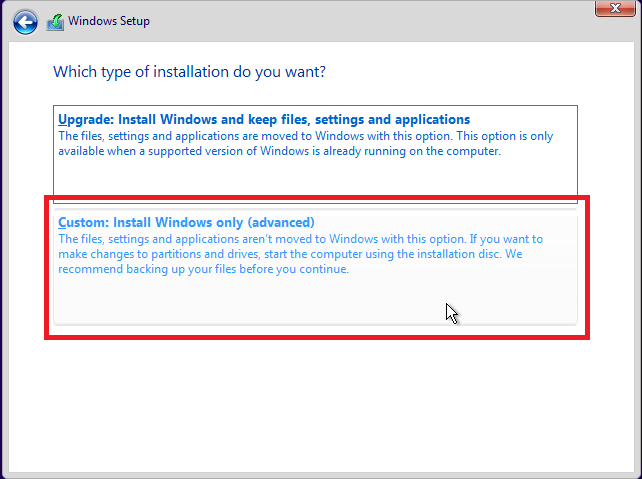 Windows Setup
Which type of installation do you want?
Upgrade: Install Windows and keep files, settings and applications
The files, settings and applications are moved to Windows with this option. This option is only
available when a supported version of Windows is already running on the computer.
Custom: Install Windows only (advanced)
The files, settings and applications aren't moved to Windows with this option. If you want to
make changes to partitions and drives, start the computer using the installation disc. We
recommend backing up your files before you continue.